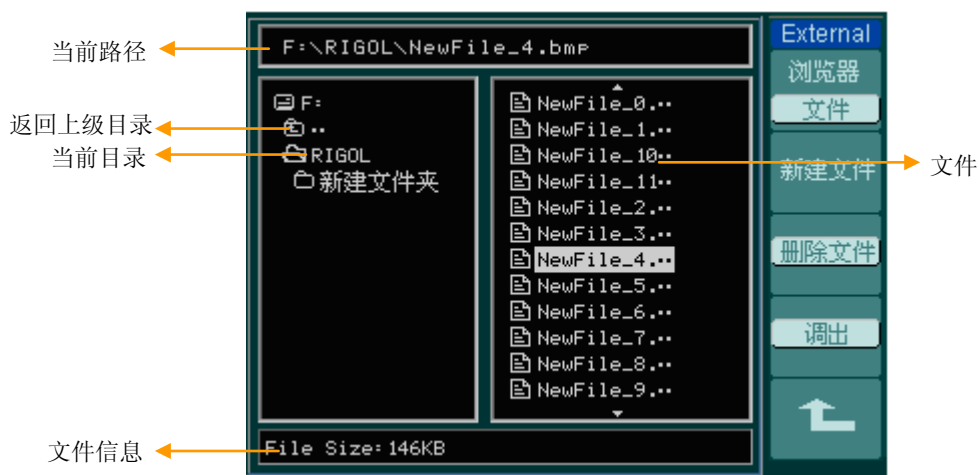 当前路径
F:\RIGOL\NewFile_4.bmp
External
浏览器
文件
新建文件
删除文件
调出
返回上级目录
当前目录
F:
..
RIGOL
新建文件夹
NewFile_0...
NewFile_1...
NewFile_10..
NewFile_11..
NewFile_2...
NewFile_3...
NewFile_4...
NewFile_5...
NewFile_6...
NewFile_7...
NewFile_8...
NewFile_9...
文件
文件信息
File Size: 146KB